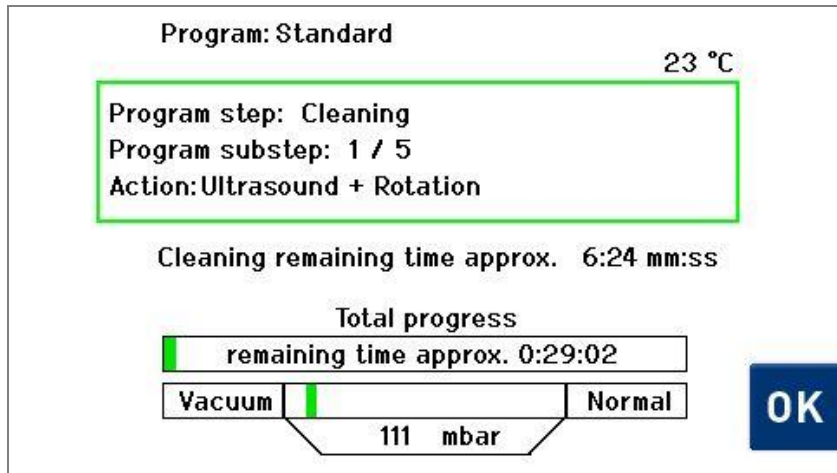 Program: Standard
23 °C
Program step: Cleaning
Program substep: 1 / 5
Action: Ultrasound + Rotation
Cleaning remaining time approx. 6:24 mm:ss
Total progress
remaining time approx. 0:29:02
Vacuum Normal
111 mbar
OK